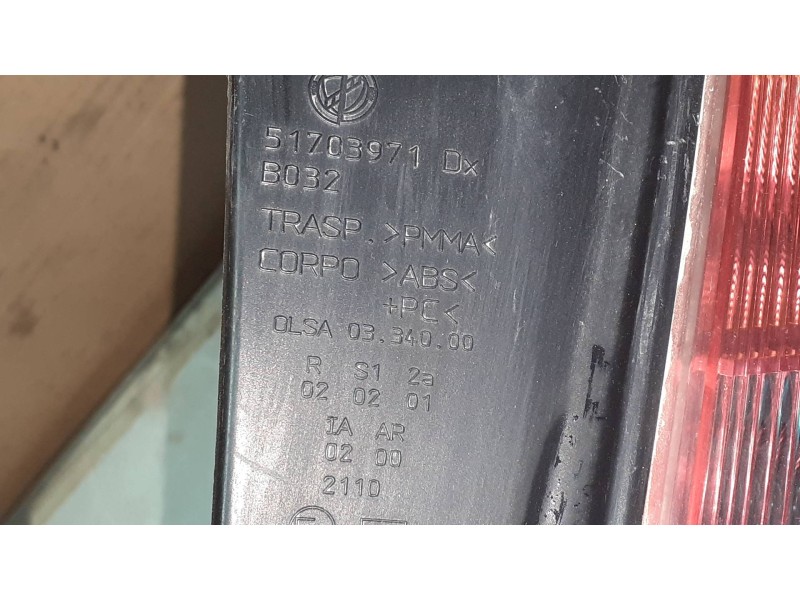 51703971 Dx
B032
TRASP. >PMMA<
CORPO >ABS<
+PC<
OLSA 03.340.00
R S1 2a
02 02 01
IA AR
02 00
2110